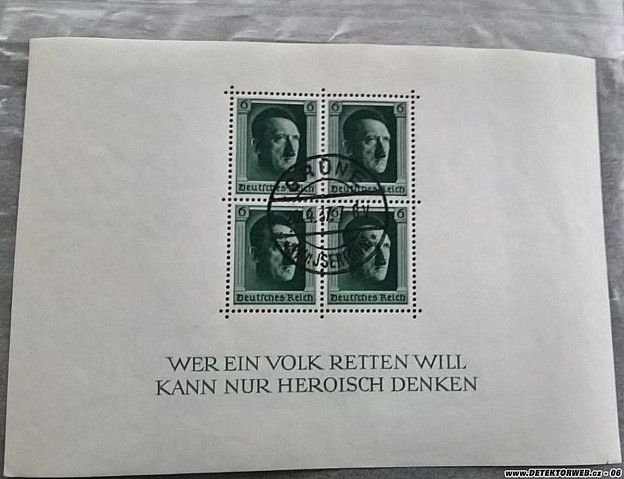 6 6
Deutsches Reich Deutsches Reich
GRÜNE
6 6
Deutsches Reich Deutsches Reich
WER EIN VOLK RETTEN WILL
KANN NUR HEROISCH DENKEN
www.DETEKTORWEB.cz - 06